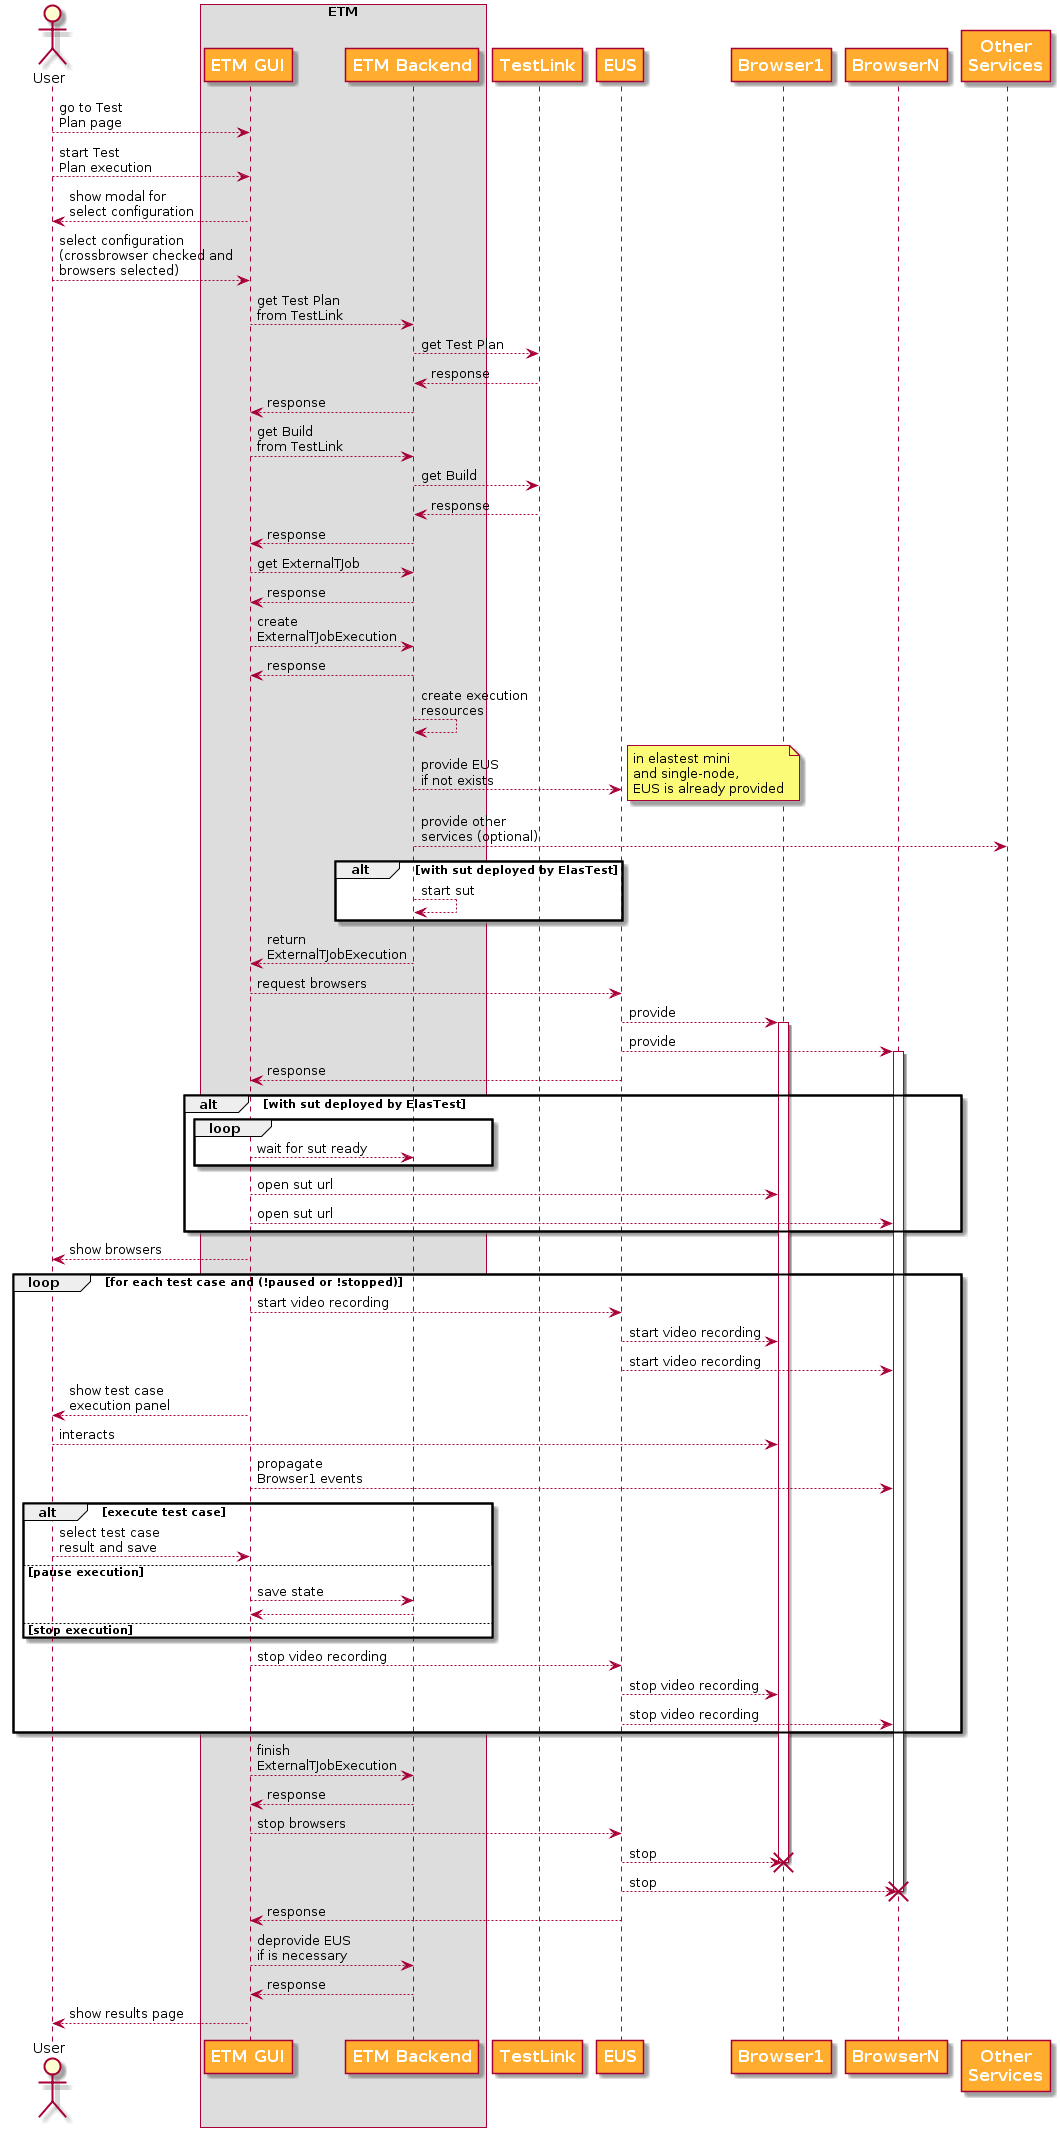 ETM
User
ETM GUI
ETM Backend
TestLink
EUS
Browser1
BrowserN
Other
Services
go to Test
Plan page
start Test
Plan execution
show modal for
select configuration
select configuration
(crossbrowser checked and
browsers selected)
get Test Plan
from TestLink
get Test Plan
response
response
get Build
from TestLink
get Build
response
response
get ExternalTJob
response
create
ExternalTJobExecution
response
create execution
resources
provide EUS
if not exists
in elastest mini
and single-node,
EUS is already provided
provide other
services (optional)
alt [with sut deployed by ElasTest]
start sut
return
ExternalTJobExecution
request browsers
provide
provide
response
alt [with sut deployed by ElasTest]
loop
wait for sut ready
open sut url
open sut url
show browsers
loop [for each test case and (!paused or !stopped)]
start video recording
start video recording
start video recording
show test case
execution panel
interacts
propagate
Browser1 events
alt [execute test case]
select test case
result and save
[pause execution]
save state
[stop execution]
stop video recording
stop video recording
stop video recording
finish
ExternalTJobExecution
response
stop browsers
stop
stop
response
deprovide EUS
if is necessary
response
show results page
User
ETM GUI
ETM Backend
TestLink
EUS
Browser1
BrowserN
Other
Services